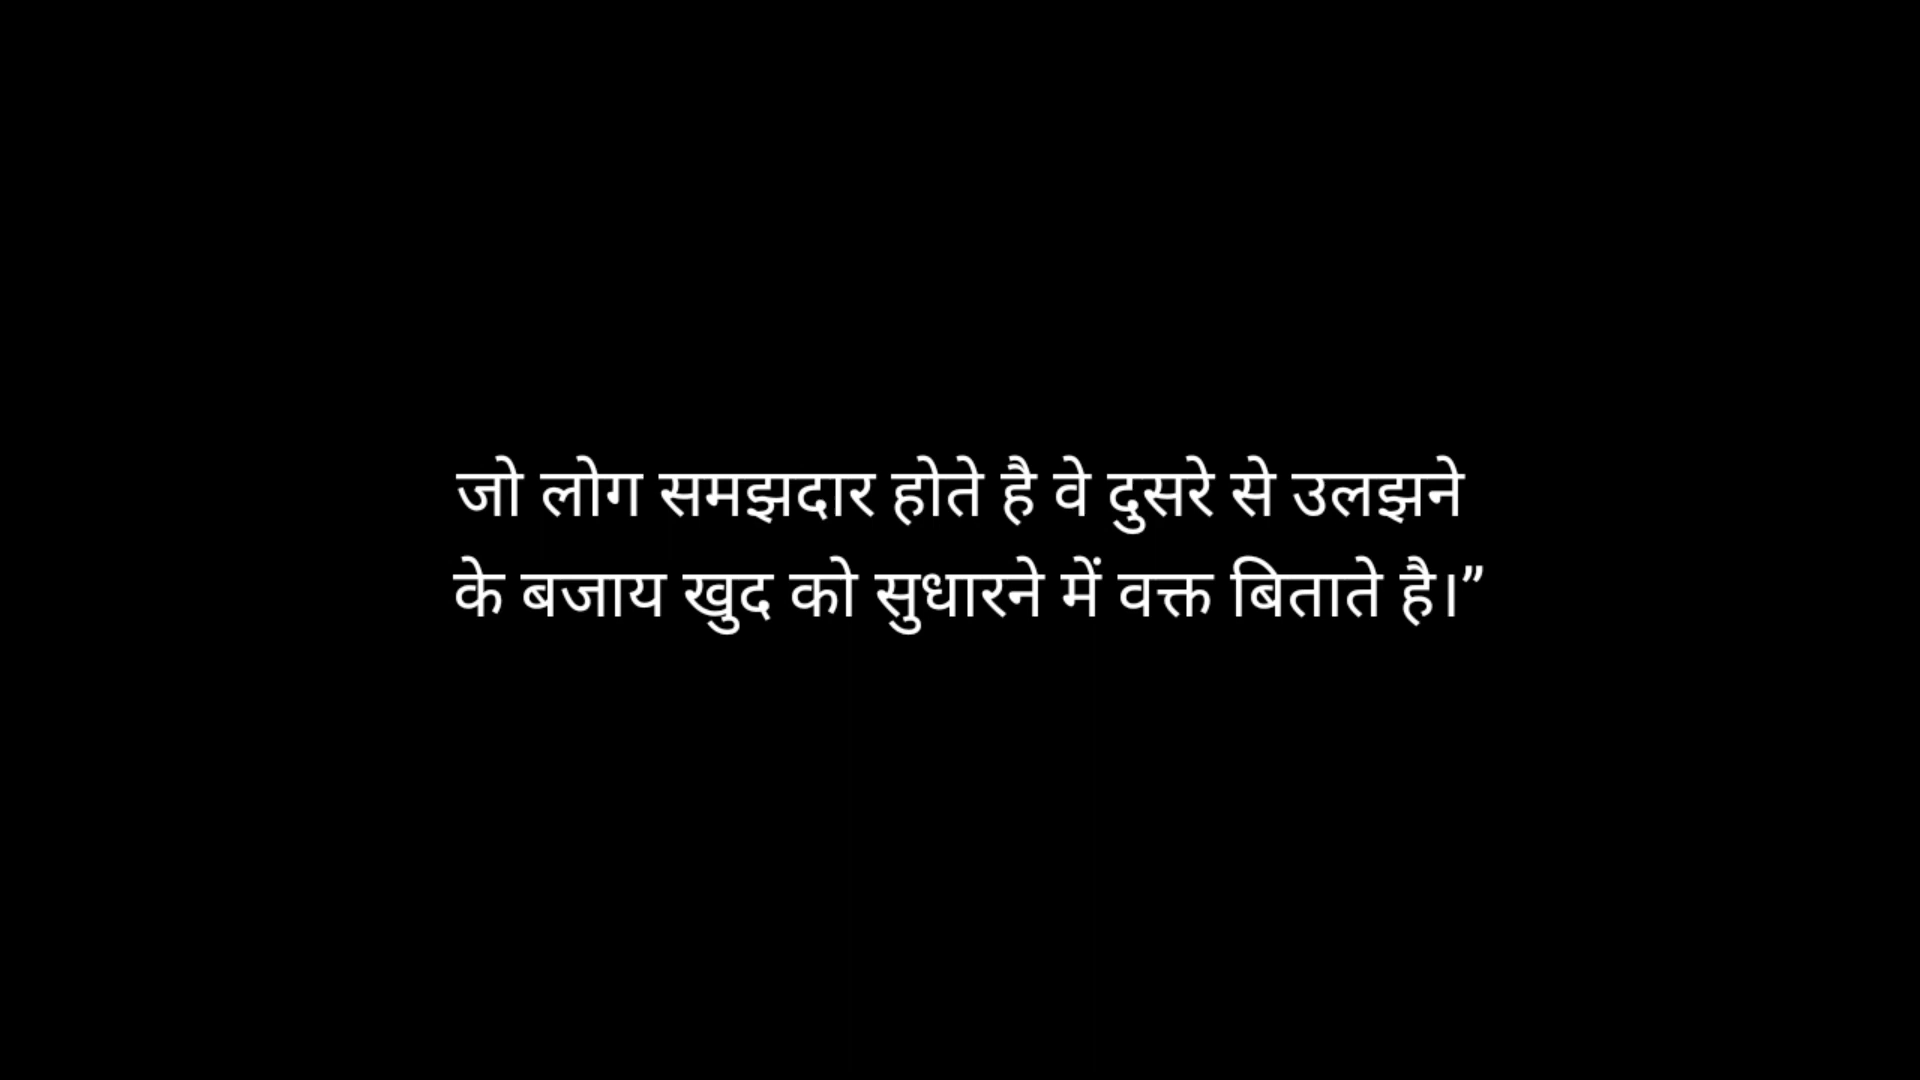 जो लोग समझदार होते है वे दुसरे से उलझने
के बजाय खुद को सुधारने में वक्त बिताते है।”